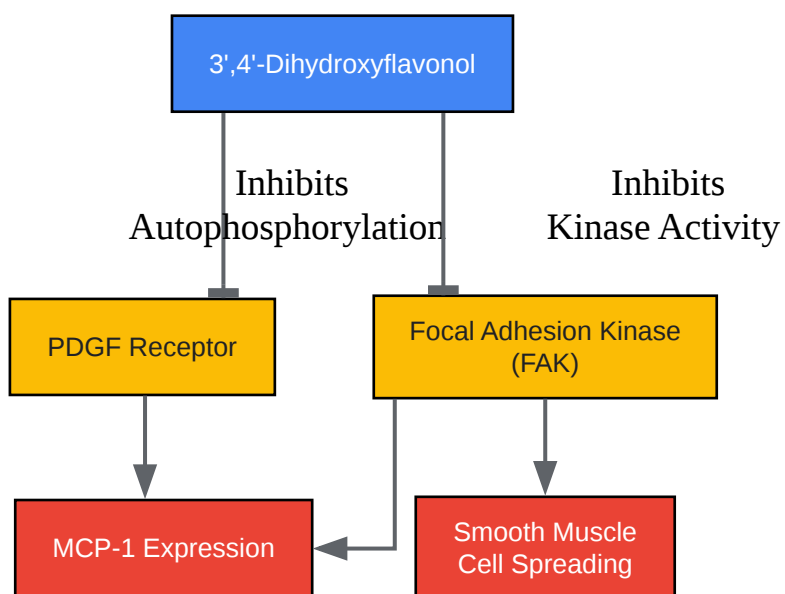 3',4'-Dihydroxyflavonol
Inhibits
Autophosphorylation
Inhibits
Kinase Activity
PDGF Receptor
Focal Adhesion Kinase
(FAK)
MCP-1 Expression
Smooth Muscle
Cell Spreading